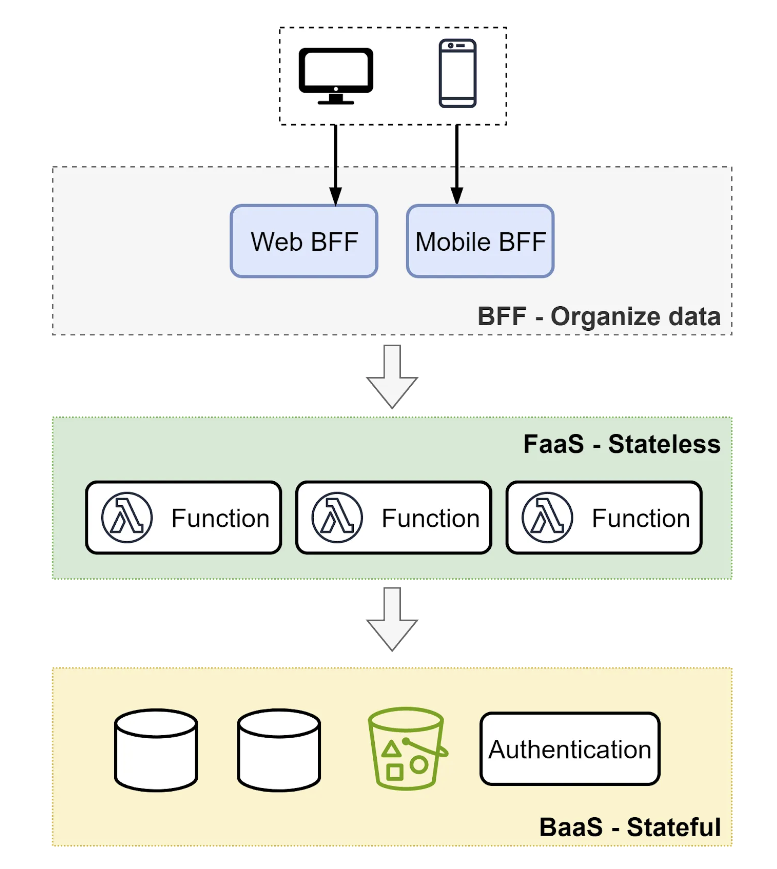 Web BFF
Mobile BFF
BFF - Organize data
FaaS - Stateless
Function
Function
Function
Authentication
BaaS - Stateful